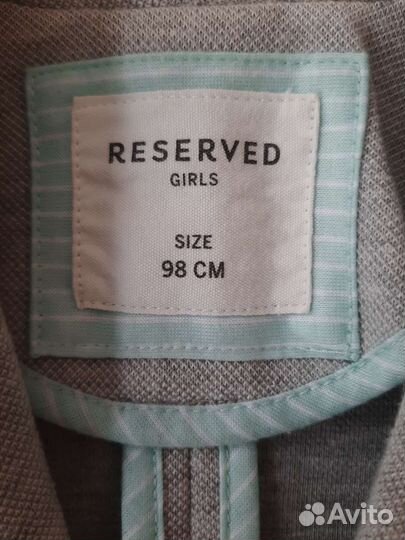 RESERVED
GIRLS
SIZE
98 CM
Avito